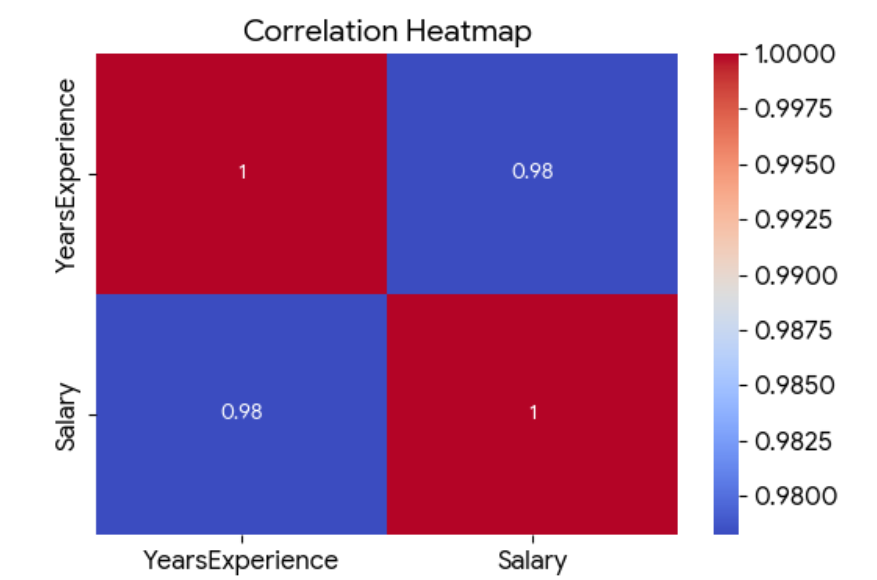 Correlation Heatmap
YearsExperience
1
0.98
Salary
0.98
1
YearsExperience
Salary
1.0000
0.9975
0.9950
0.9925
0.9900
0.9875
0.9850
0.9825
0.9800